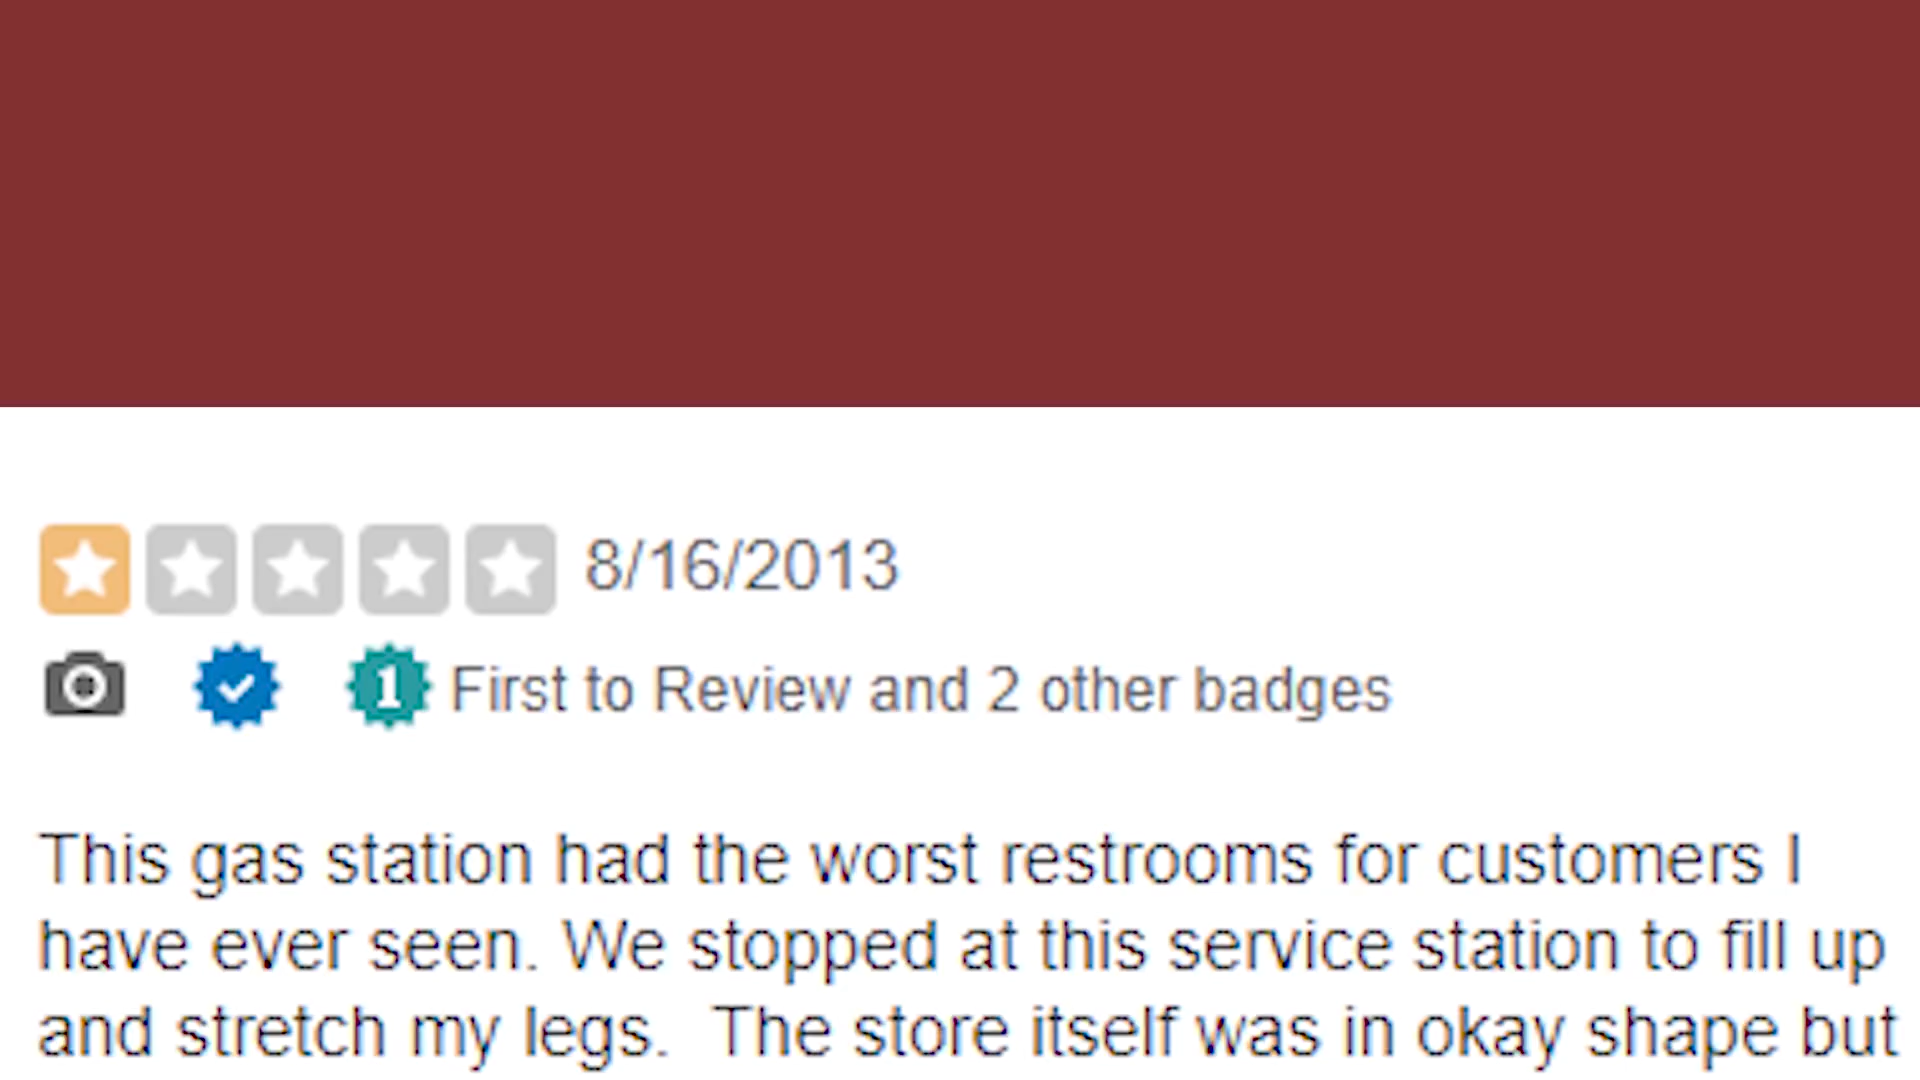 8/16/2013
1 First to Review and 2 other badges
This gas station had the worst restrooms for customers I
have ever seen. We stopped at this service station to fill up
and stretch my legs.  The store itself was in okay shape but